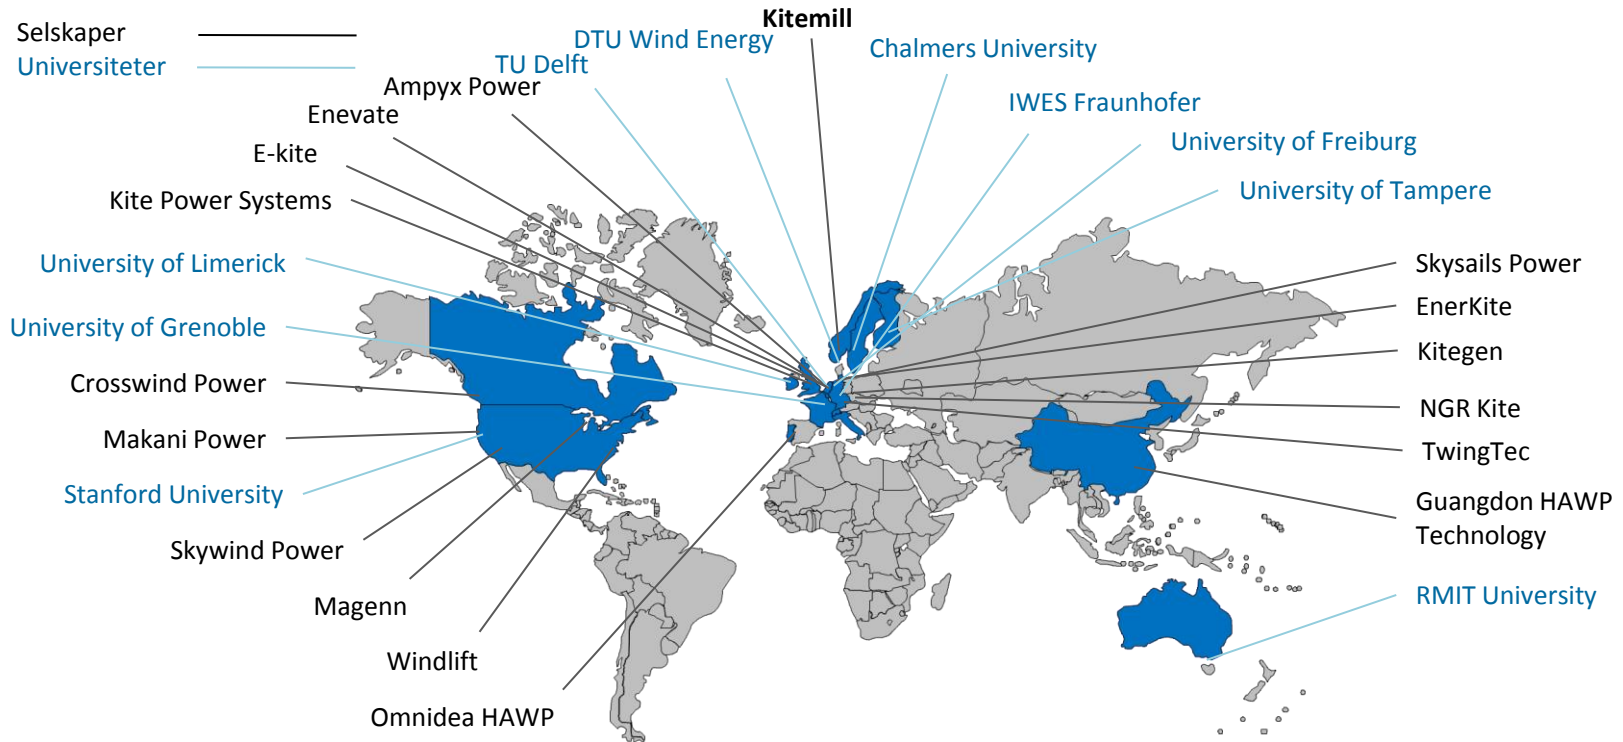 Selskaper
Universiteter
Kitemill
DTU Wind Energy
Chalmers University
TU Delft
Ampyx Power
IWES Fraunhofer
Enevate
University of Freiburg
E-kite
University of Tampere
Kite Power Systems
University of Limerick
Skysails Power
EnerKite
University of Grenoble
Kitegen
Crosswind Power
NGR Kite
Makani Power
TwingTec
Stanford University
Guangdon HAWP
Technology
Skywind Power
RMIT University
Magenn
Windlift
Omnidea HAWP